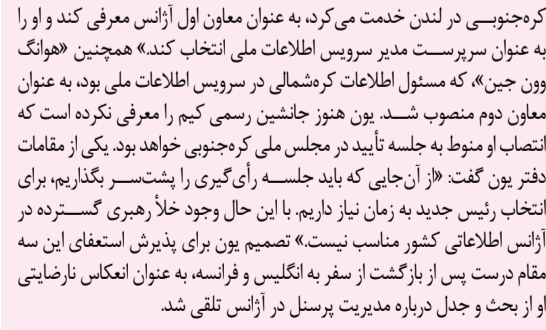 کره‌جنوبی در لندن خدمت می‌کرد، به عنوان معاون اول آژانس معرفی کند و او را
به عنوان سرپرست مدیر سرویس اطلاعات ملی انتخاب کند.» همچنین «هوانگ
وون جین»، که مسئول اطلاعات کره‌شمالی در سرویس اطلاعات ملی بود، به عنوان
معاون دوم منصوب شد. یون هنوز جانشین رسمی کیم را معرفی نکرده است که
انتصاب او منوط به جلسه تأیید در مجلس ملی کره‌جنوبی خواهد بود. یکی از مقامات
دفتر یون گفت: «از آن‌جایی که باید جلسه رأی‌گیری را پشت‌سر بگذاریم، برای
انتخاب رئیس جدید به زمان نیاز داریم. با این حال وجود خلأ رهبری گسترده در
آژانس اطلاعاتی کشور مناسب نیست.» تصمیم یون برای پذیرش استعفای این سه
مقام درست پس از بازگشت از سفر به انگلیس و فرانسه، به عنوان انعکاس نارضایتی
او از بحث و جدل درباره مدیریت پرسنل در آژانس تلقی شد.